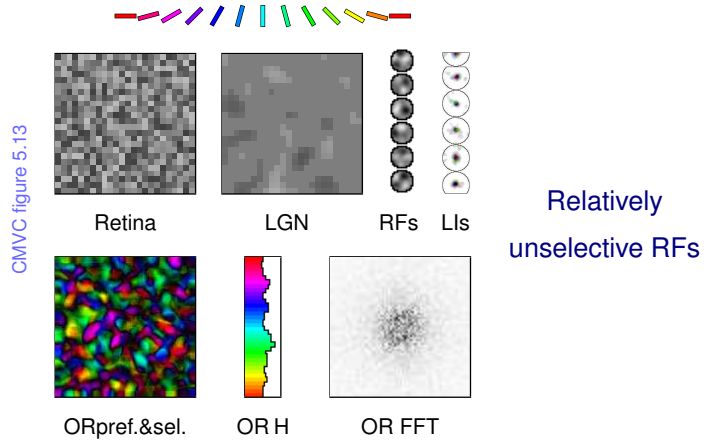 CMVC figure 5.13
Retina
LGN
RFs
LIs
Relatively
unselective RFs
ORpref.&sel.
OR H
OR FFT